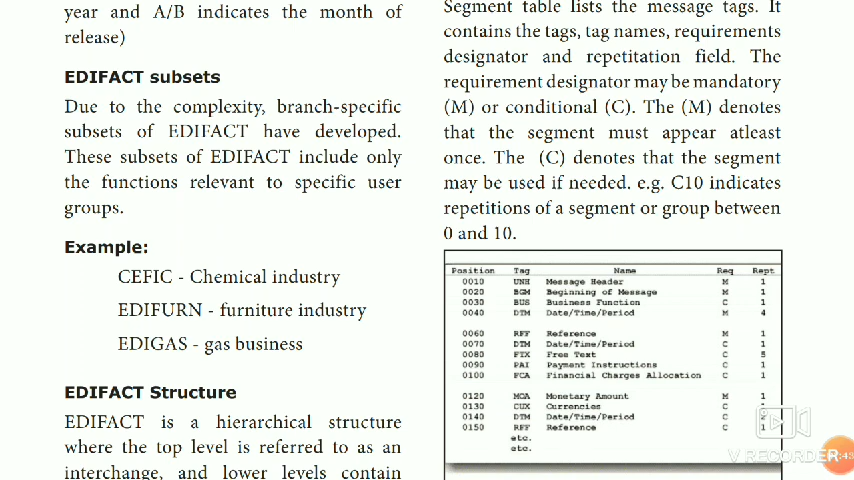 year and A/B indicates the month of
release)
EDIFACT subsets
Due to the complexity, branch-specific
subsets of EDIFACT have developed.
These subsets of EDIFACT include only
the functions relevant to specific user
groups.
Example:
CEFIC - Chemical industry
EDIFURN - furniture industry
EDIGAS - gas business
EDIFACT Structure
EDIFACT is a hierarchical structure
where the top level is referred to as an
interchange, and lower levels contain
Segment table lists the message tags. It
contains the tags, tag names, requirements
designator and repetitation field. The
requirement designator may be mandatory
(M) or conditional (C). The (M) denotes
that the segment must appear atleast
once. The (C) denotes that the segment
may be used if needed. e.g. C10 indicates
repetitions of a segment or group between
0 and 10.
Position Tag Name Req Rept
0010 UNH Message Header M 1
0020 BGM Beginning of Message M 1
0030 BUS Business Function C 1
0040 DTM Date/Time/Period M 4
0060 RFF Reference M 1
0070 DTM Date/Time/Period C 1
0080 FTX Free Text C 5
0090 PAI Payment Instructions C 1
0100 FCA Financial Charges Allocation C 1
0120 MOA Monetary Amount M 1
0130 CUX Currencies C
0140 DTM Date/Time/Period C
0150 RFF Reference C 1
etc.
etc.
V RECORDER
:43